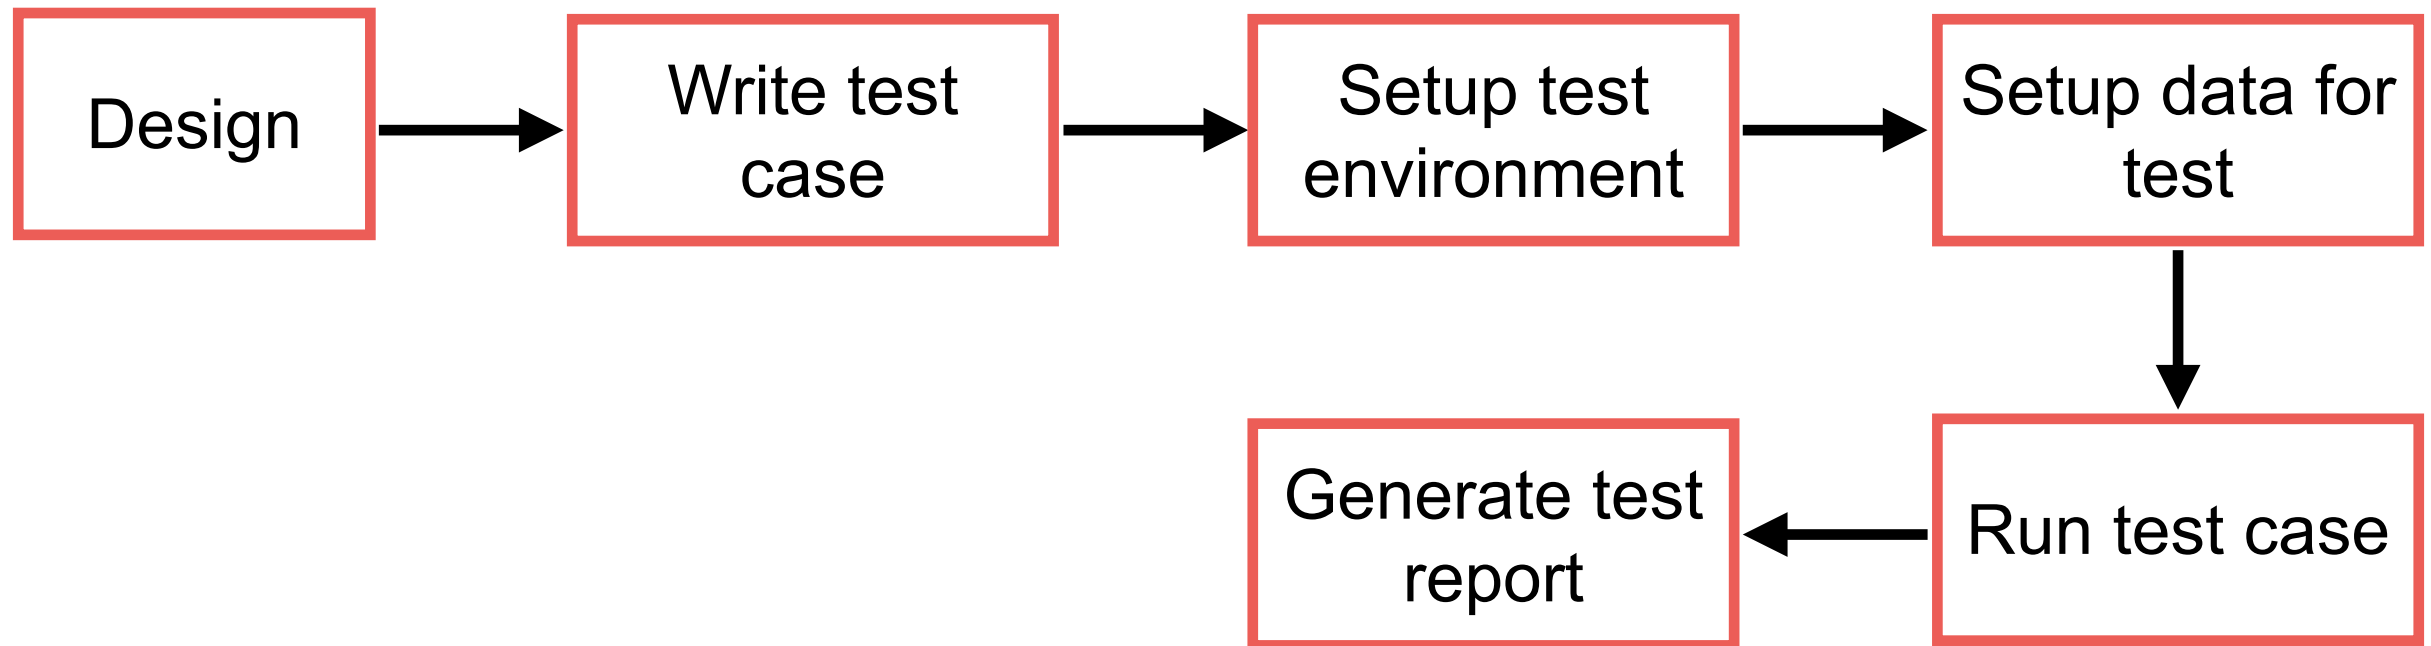 Design
Write test
case
Setup test
environment
Setup data for
test
Run test case
Generate test
report